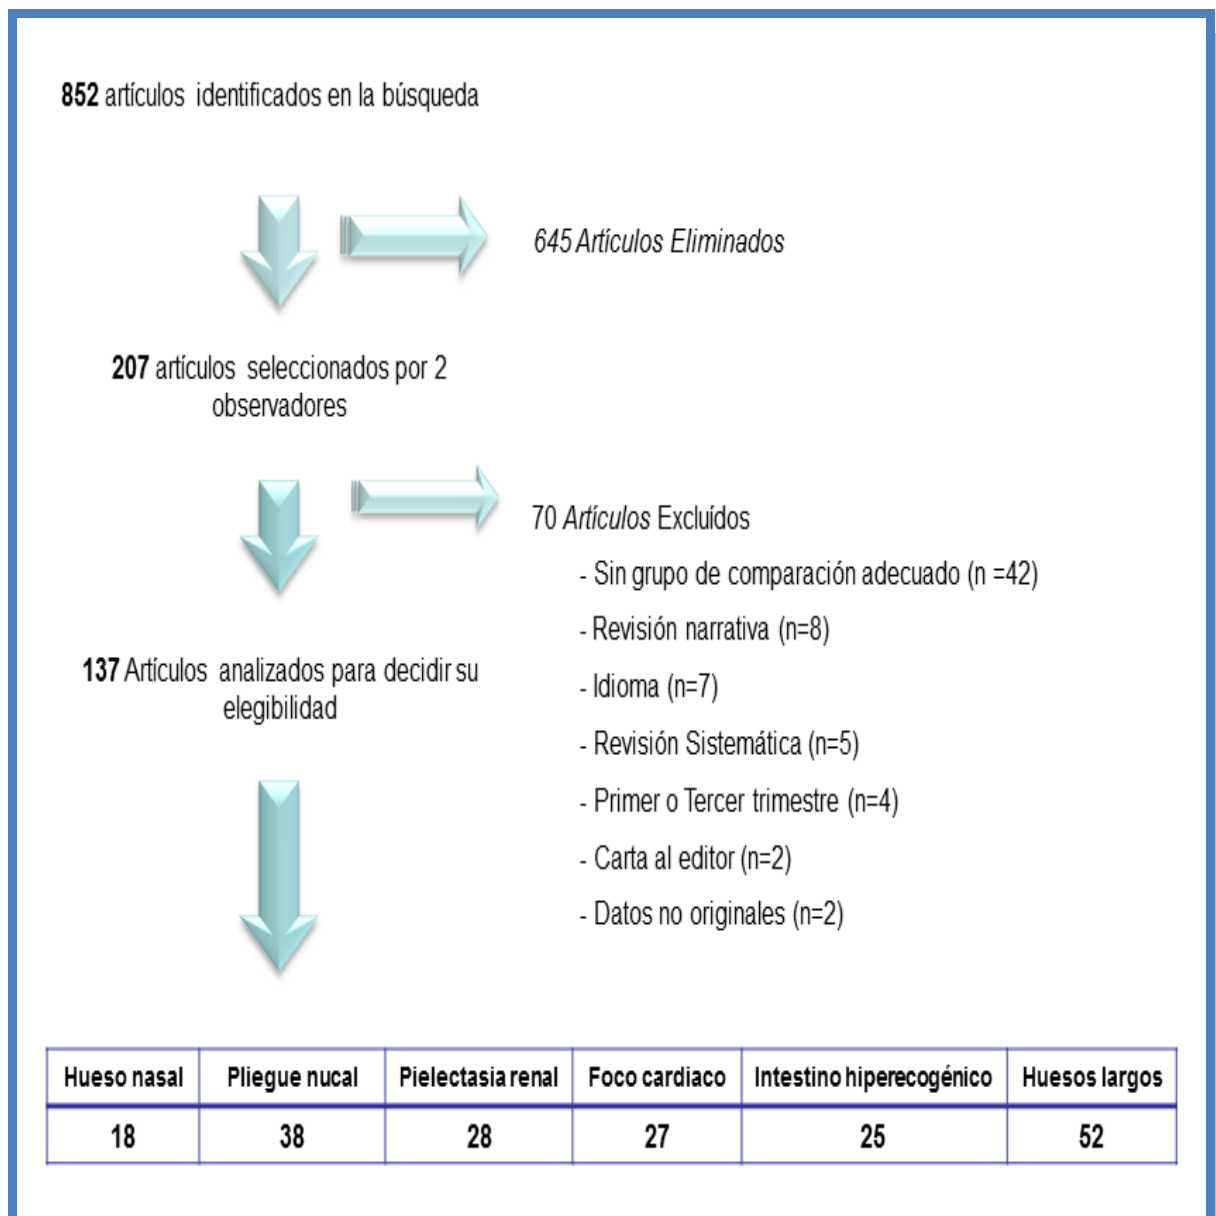 852 artículos identificados en la búsqueda
645 Artículos Eliminados
207 artículos seleccionados por 2
observadores
70 Artículos Excluídos
- Sin grupo de comparación adecuado (n =42)
- Revisión narrativa (n=8)
- Idioma (n=7)
- Revisión Sistemática (n=5)
- Primer o Tercer trimestre (n=4)
- Carta al editor (n=2)
- Datos no originales (n=2)
137 Artículos analizados para decidir su
elegibilidad
Hueso nasal Pliegue nucal Pielectasia renal Foco cardiaco Intestino hiperecogénico Huesos largos
18 38 28 27 25 52